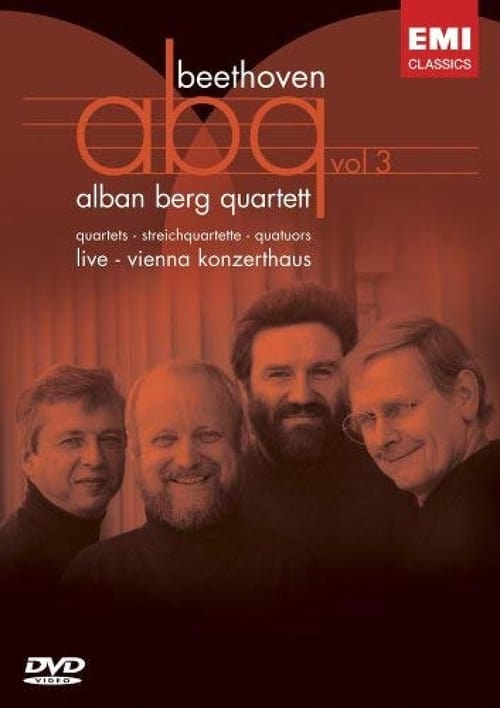 EMI
CLASSICS
beethoven
abq vol 3
alban berg quartett
quartets - streichquartette - quatuors
live - vienna konzerthaus
DVD
VIDEO